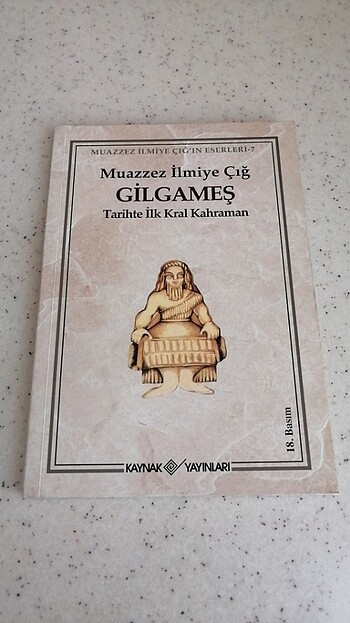 MUAZZEZ İLMİYE ÇIĞ'IN ESERLERİ-7
Muazzez İlmiye Çığ
GİLGAMEŞ
Tarihte İlk Kral Kahraman
18. Basım
KAYNAK YAYINLARI